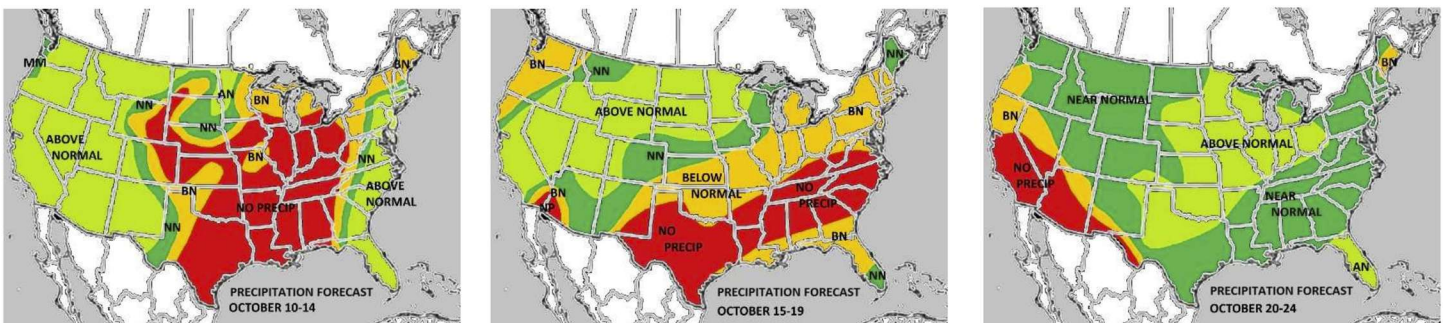 MM
NN
AN
BN
BN
NN
ABOVE
NORMAL
BN
NN
BN
ABOVE
NORMAL
NO PRECIP
NN
PRECIPITATION FORECAST
OCTOBER 10-14
BN
NN
NN
ABOVE NORMAL
BN
NN
BELOW
NORMAL
BN
NP
NO
PRECIP
NO
PRECIP
BN
NN
PRECIPITATION FORECAST
OCTOBER 15-19
BN
NEAR NORMAL
BN
ABOVE NORMAL
NO
PRECIP
NEAR
NORMAL
AN
PRECIPITATION FORECAST
OCTOBER 20-24